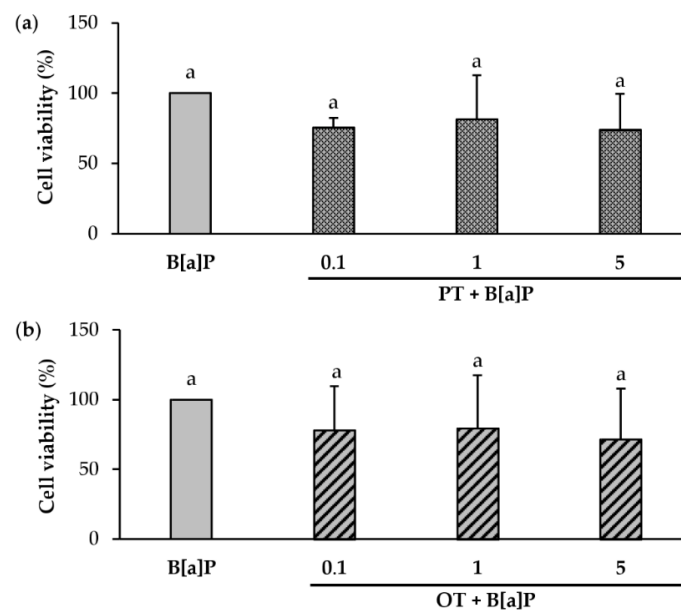 (a)
Cell viability (%)
150
100
50
0
a a a a
B[a]P 0.1 1 5
PT + B[a]P
(b)
Cell viability (%)
150
100
50
0
a a a a
B[a]P 0.1 1 5
OT + B[a]P